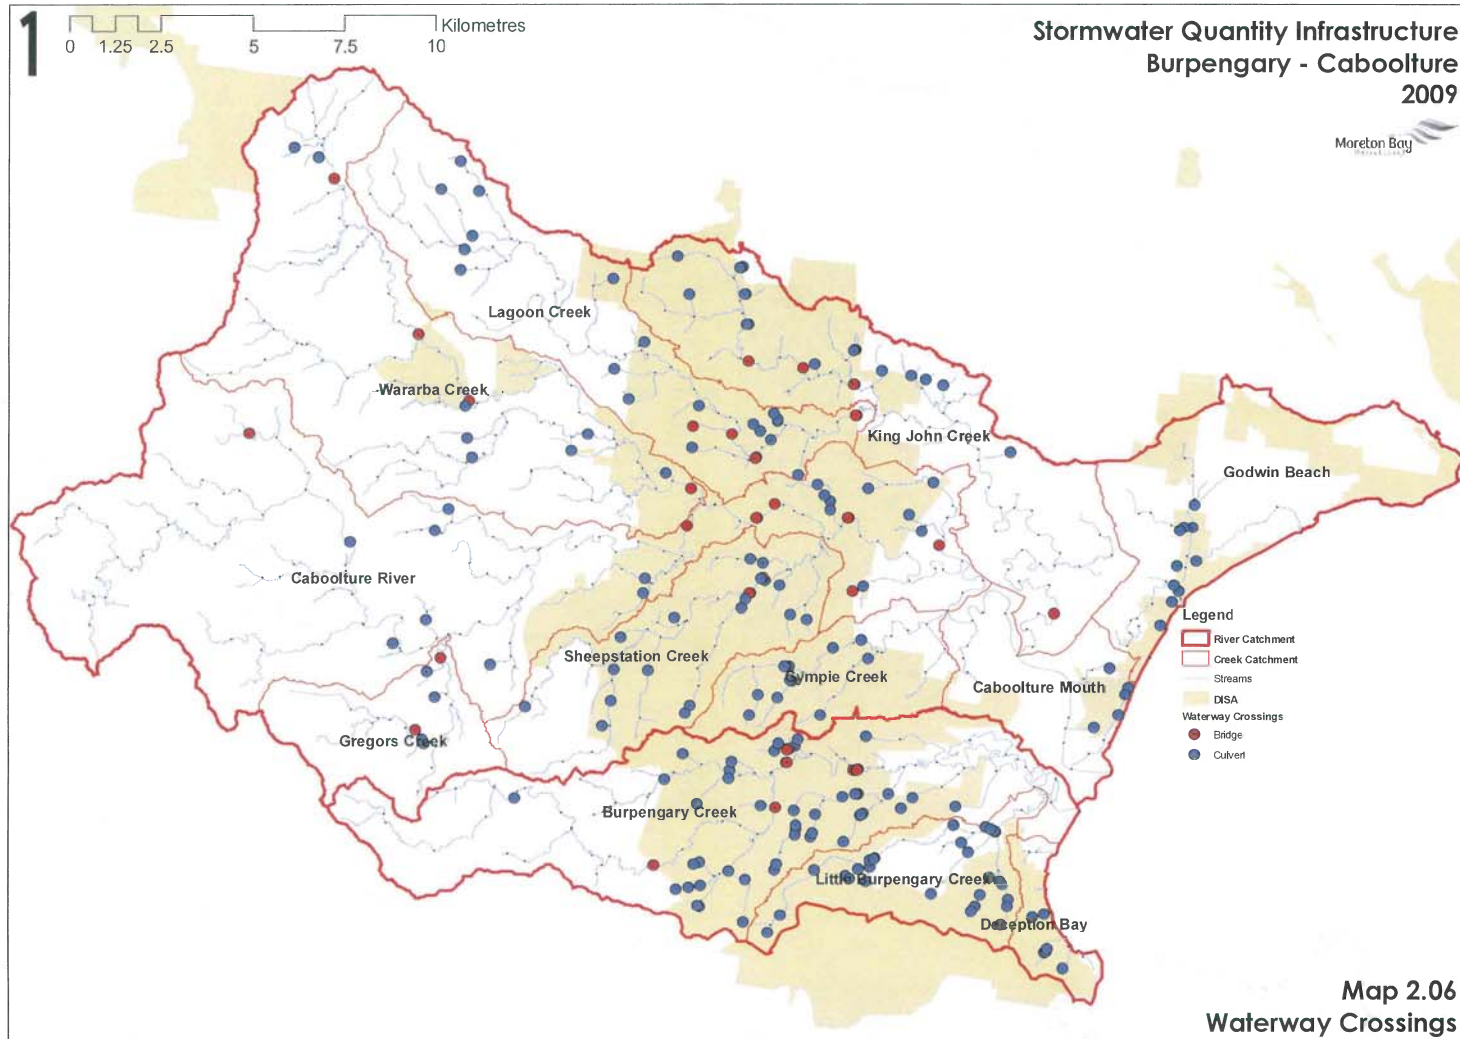 1
Kilometres
0 1.25 2.5 5 7.5 10
Stormwater Quantity Infrastructure
Burpengary - Caboolture
2009
Moreton Bay
Lagoon Creek
Wararba Creek
King John Creek
Godwin Beach
Caboolture River
Sheepstation Creek
Gympie Creek
Caboolture Mouth
Gregors Creek
Burpengary Creek
Little Burpengary Creek
Deception Bay
Legend
River Catchment
Creek Catchment
Streams
DISA
Waterway Crossings
Bridge
Culvert
Map 2.06
Waterway Crossings